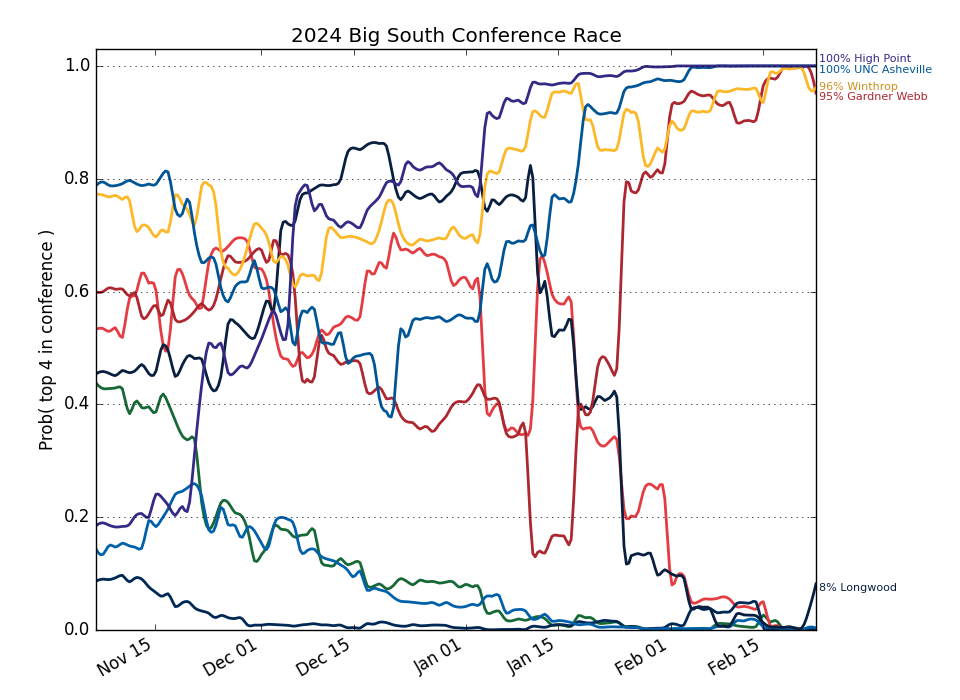 2024 Big South Conference Race
Prob( top 4 in conference )
1.0
0.8
0.6
0.4
0.2
0.0
100% High Point
100% UNC Asheville
96% Winthrop
95% Gardner Webb
8% Longwood
Nov 15
Dec 01
Dec 15
Jan 01
Jan 15
Feb 01
Feb 15